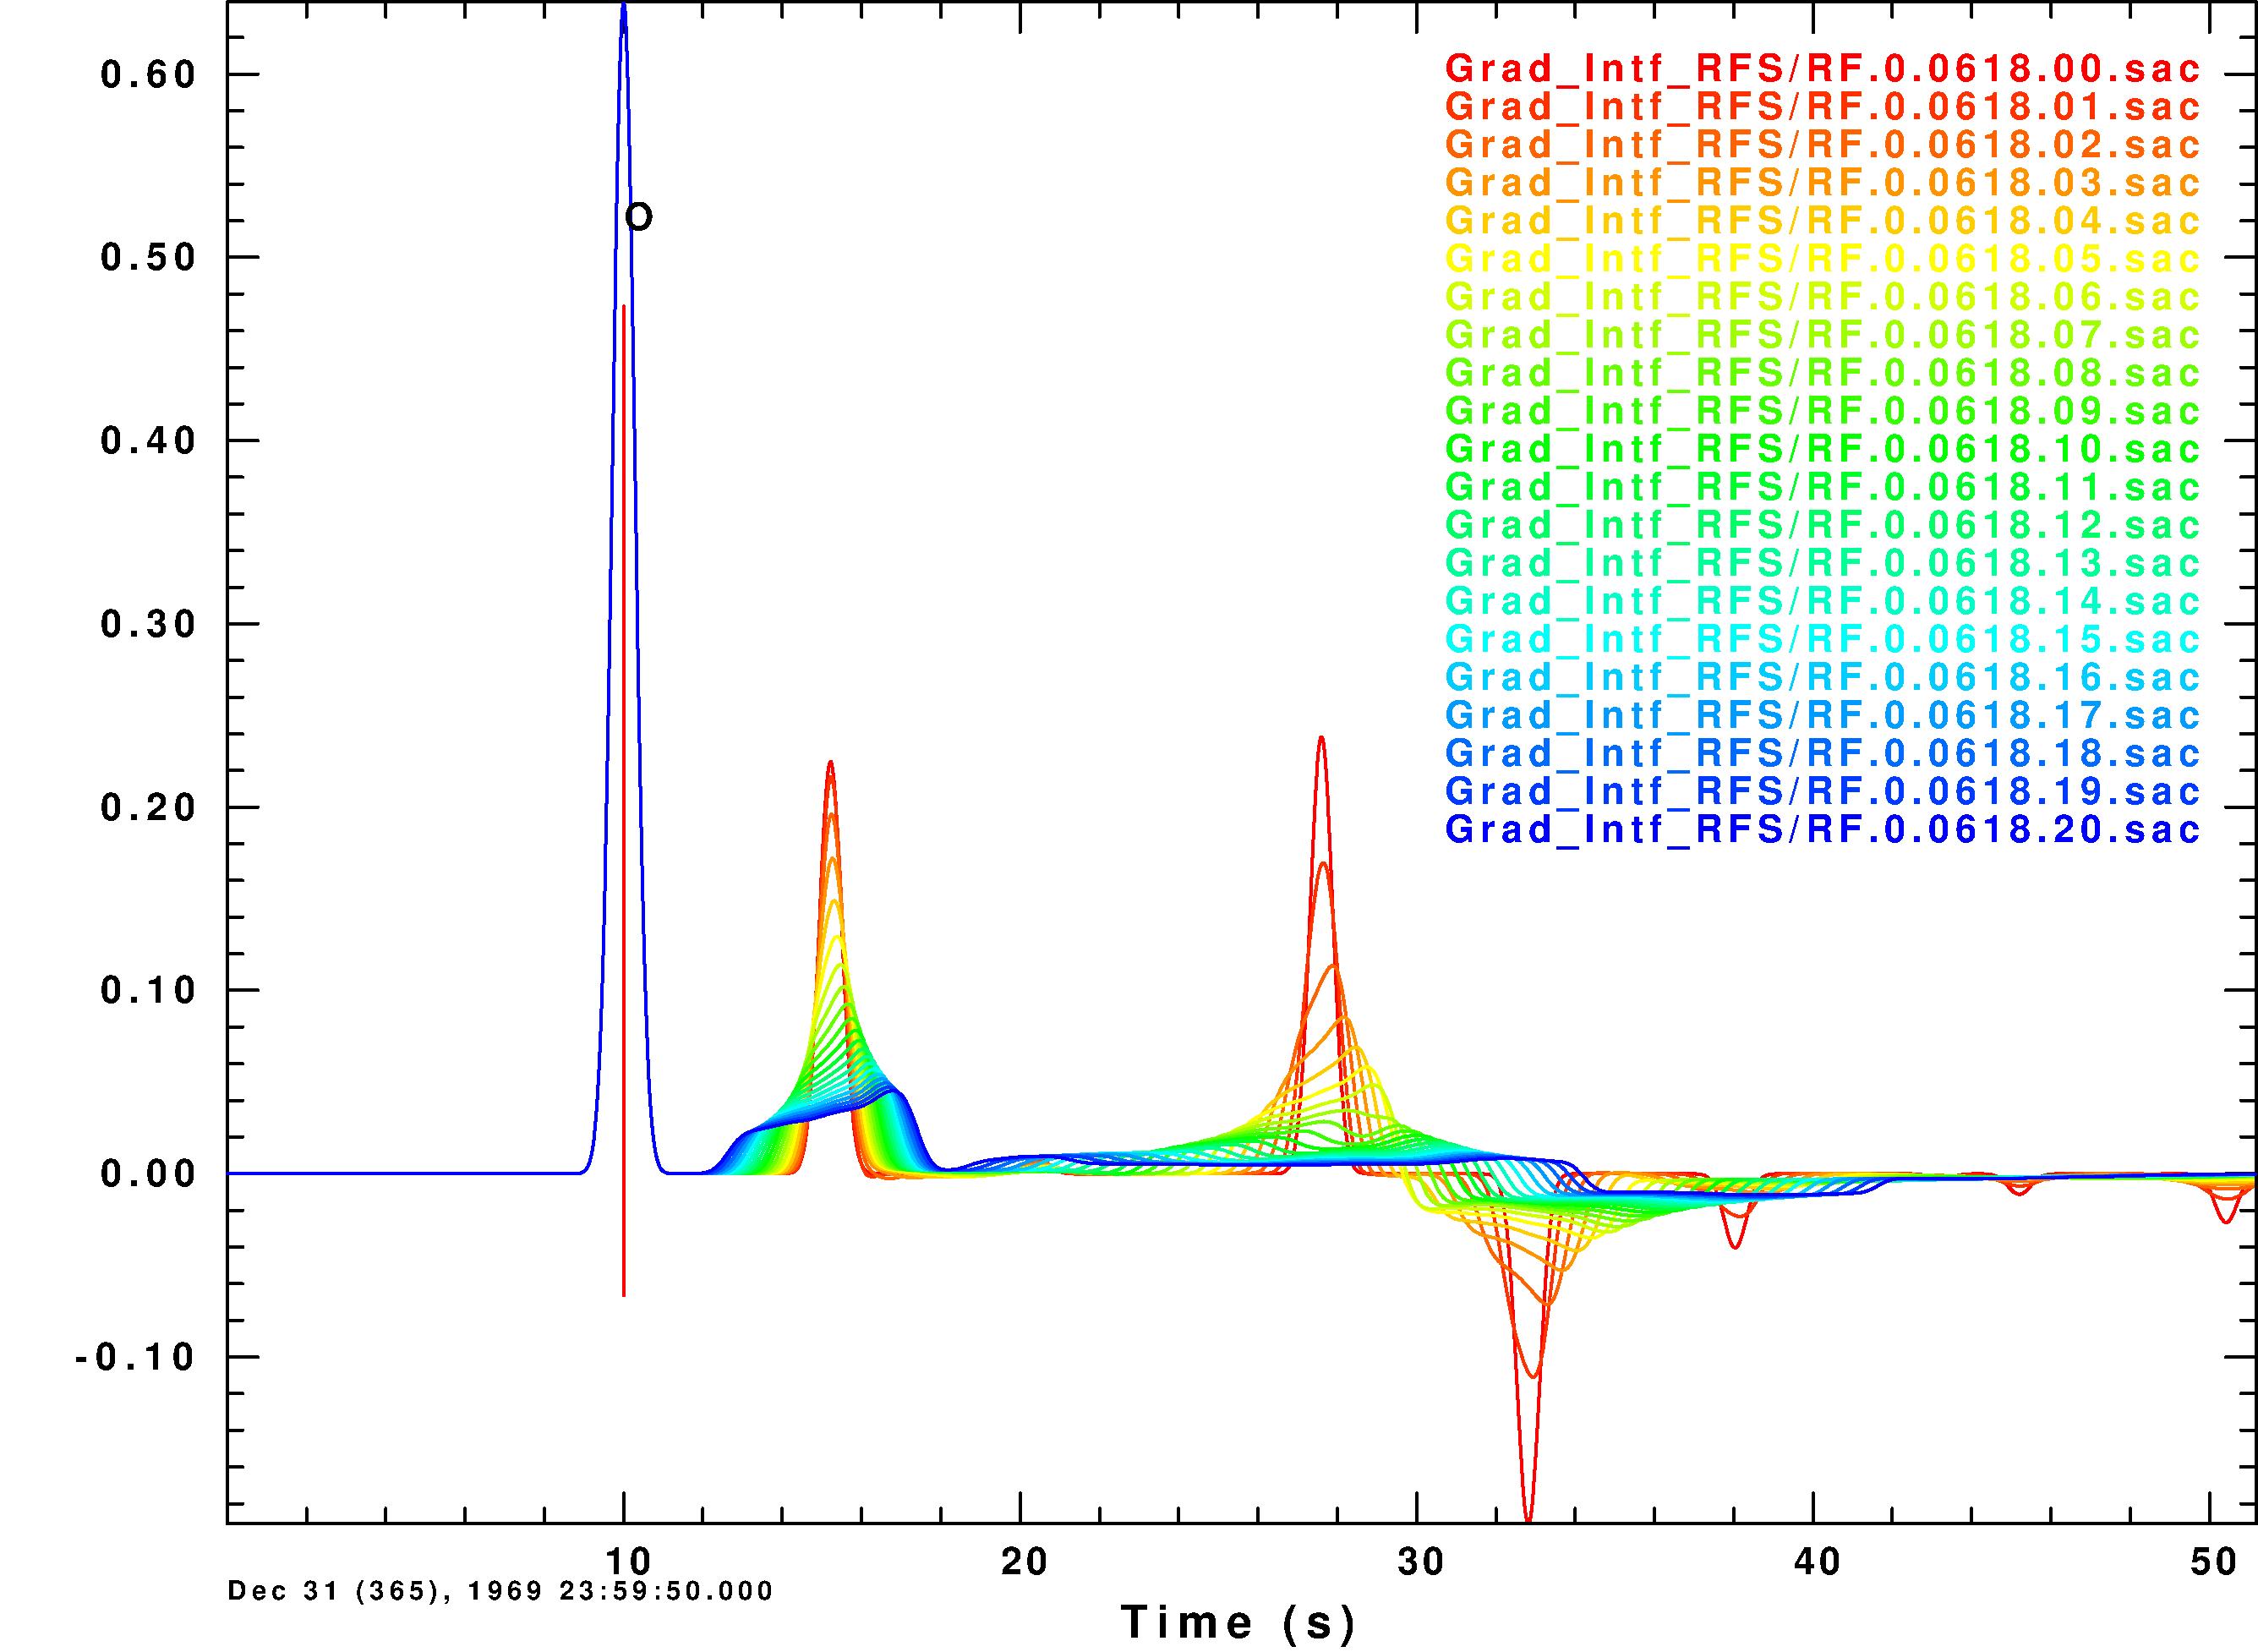 0.60
0.50
0.40
0.30
0.20
0.10
0.00
-0.10
O
Grad_Intf_RFS/RF.0.0618.00.sac
Grad_Intf_RFS/RF.0.0618.01.sac
Grad_Intf_RFS/RF.0.0618.02.sac
Grad_Intf_RFS/RF.0.0618.03.sac
Grad_Intf_RFS/RF.0.0618.04.sac
Grad_Intf_RFS/RF.0.0618.05.sac
Grad_Intf_RFS/RF.0.0618.06.sac
Grad_Intf_RFS/RF.0.0618.07.sac
Grad_Intf_RFS/RF.0.0618.08.sac
Grad_Intf_RFS/RF.0.0618.09.sac
Grad_Intf_RFS/RF.0.0618.10.sac
Grad_Intf_RFS/RF.0.0618.11.sac
Grad_Intf_RFS/RF.0.0618.12.sac
Grad_Intf_RFS/RF.0.0618.13.sac
Grad_Intf_RFS/RF.0.0618.14.sac
Grad_Intf_RFS/RF.0.0618.15.sac
Grad_Intf_RFS/RF.0.0618.16.sac
Grad_Intf_RFS/RF.0.0618.17.sac
Grad_Intf_RFS/RF.0.0618.18.sac
Grad_Intf_RFS/RF.0.0618.19.sac
Grad_Intf_RFS/RF.0.0618.20.sac
10 20 30 40 50
Dec 31 (365), 1969 23:59:50.000
Time (s)